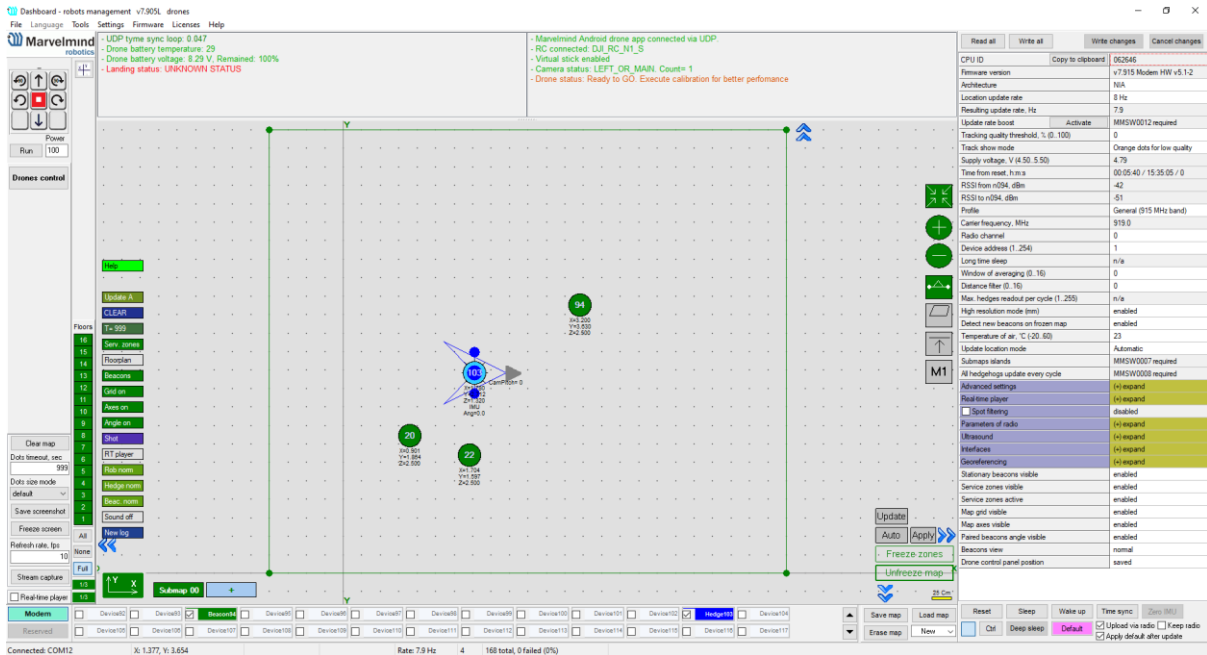 Dashboard - robots management v7.905L drones
File Language Tools Settings Firmware Licenses Help
Marvelmind
robotics
Power
Run 100
Drones control
- UDP tyme sync loop: 0.047
- Drone battery temperature: 29
- Drone battery voltage: 8.29 V, Remained: 100%
- Landing status: UNKNOWN STATUS
- Marvelmind Android drone app connected via UDP.
- RC connected: DJI_RC_N1_S
- Virtual stick enabled
- Camera status: LEFT_OR_MAIN. Count= 1
- Drone status: Ready to GO. Execute calibration for better perfomance
Y
Help
Update A
CLEAR
T= 999
Serv. zones
Floorplan
Beacons
Grid on
Axes on
Angle on
Shot
RT player
Rob norm
Hedge norm
Beac. norm
Sound off
New log
Floors
16
15
14
13
12
11
10
9
8
7
6
5
4
3
2
1
All
None
Full
1/3
1/3
Clear map
Dots timeout, sec
999
Dots size mode
default
Save screenshot
Freeze screen
Refresh rate, fps
10
Stream capture
Real-time player
94
X=3.200
Y=3.630
Z=2.500
103
CamPitch= 0
IMU
Ang=0.0
20
X=0.901
Y=1.884
Z=2.500
22
X=1.704
Y=1.597
Z=2.500
M1
Update
Auto Apply
Freeze zones
Unfreeze map
25 Cm
Y X
Submap 00 +
Read all Write all Write changes Cancel changes
CPU ID Copy to clipboard 062646
Firmware version v7.915 Modem HW v5.1-2
Architecture NIA
Location update rate 8 Hz
Resulting update rate, Hz 7.9
Update rate boost Activate MMSW0012 required
Tracking quality threshold, % (0..100) 0
Track show mode Orange dots for low quality
Supply voltage, V (4.50..5.50) 4.79
Time from reset, h:m:s 00:05:40 / 15:35:05 / 0
RSSI from n094, dBm -42
RSSI to n094, dBm -51
Profile General (915 MHz band)
Carrier frequency, MHz 919.0
Radio channel 0
Device address (1..254) 1
Long time sleep n/a
Window of averaging (0..16) 0
Distance filter (0..16) 0
Max. hedges readout per cycle (1..255) n/a
High resolution mode (mm) enabled
Detect new beacons on frozen map enabled
Temperature of air, °C (-20..60) 23
Update location mode Automatic
Submaps islands MMSW0007 required
All hedgehogs update every cycle MMSW0008 required
Advanced settings (+) expand
Real-time player (+) expand
Spot filtering disabled
Parameters of radio (+) expand
Ultrasound (+) expand
Interfaces (+) expand
Georeferencing (+) expand
Stationary beacons visible enabled
Service zones visible enabled
Service zones active enabled
Map grid visible enabled
Map axes visible enabled
Paired beacons angle visible enabled
Beacons view normal
Drone control panel position saved
Modem Device92 Device93 Beacon94 Device95 Device96 Device97 Device98 Device99 Device100 Device101 Device102 Hedge103 Device104
Reserved Device105 Device106 Device107 Device108 Device109 Device110 Device111 Device112 Device113 Device114 Device115 Device116 Device117
Save map Load map
Erase map New
Reset Sleep Wake up Time sync Zero IMU
Ctrl Deep sleep Default Upload via radio Keep radio
Apply default after update
Connected: COM12 X: 1.377, Y: 3.654 Rate: 7.9 Hz 4 168 total, 0 failed (0%)